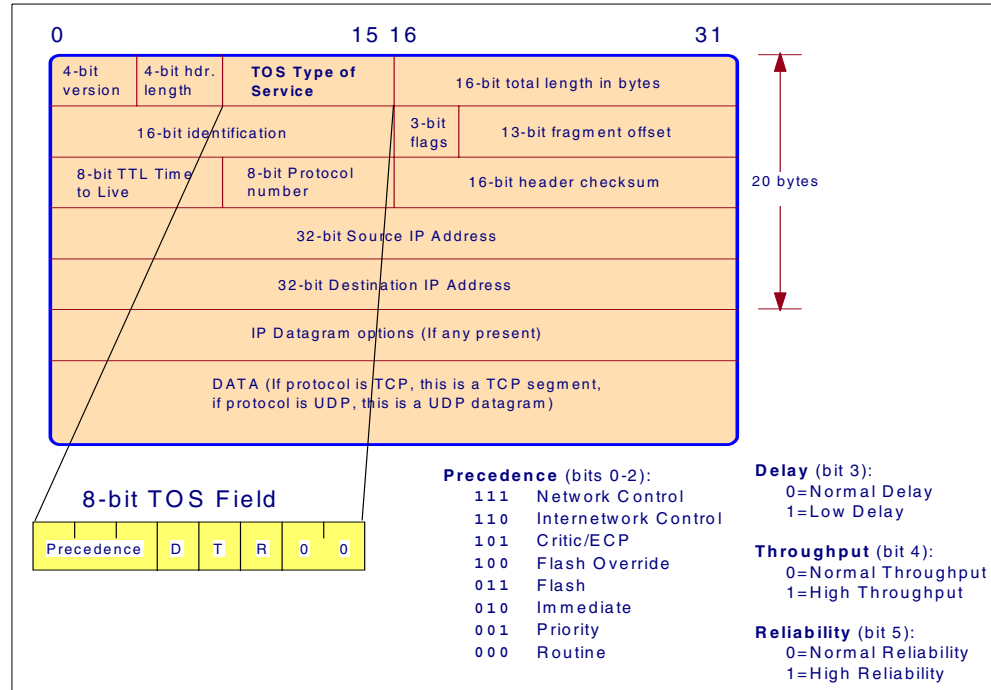 0 15 16 31
4-bit version
4-bit hdr. length
TOS Type of Service
16-bit total length in bytes
16-bit identification
3-bit flags
13-bit fragment offset
8-bit TTL Time to Live
8-bit Protocol number
16-bit header checksum
20 bytes
32-bit Source IP Address
32-bit Destination IP Address
IP Datagram options (If any present)
DATA (If protocol is TCP, this is a TCP segment,
if protocol is UDP, this is a UDP datagram)
8-bit TOS Field
Precedence D T R 0 0
Precedence (bits 0-2):
111 Network Control
110 Internetwork Control
101 Critic/ECP
100 Flash Override
011 Flash
010 Immediate
001 Priority
000 Routine
Delay (bit 3):
0=Normal Delay
1=Low Delay
Throughput (bit 4):
0=Normal Throughput
1=High Throughput
Reliability (bit 5):
0=Normal Reliability
1=High Reliability